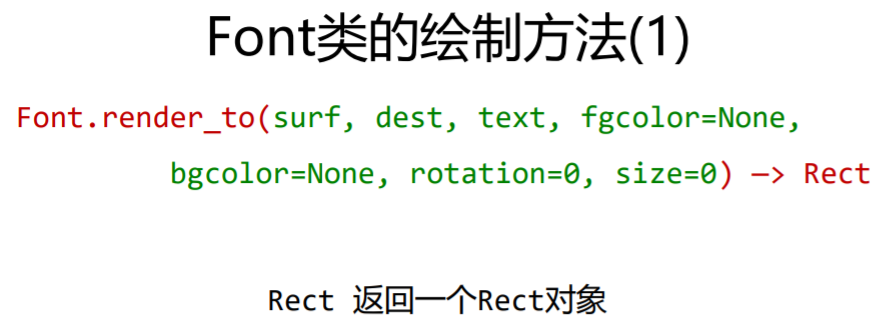 Font类的绘制方法(1)
Font.render_to(surf, dest, text, fgcolor=None,
bgcolor=None, rotation=0, size=0) —> Rect
Rect 返回一个Rect对象